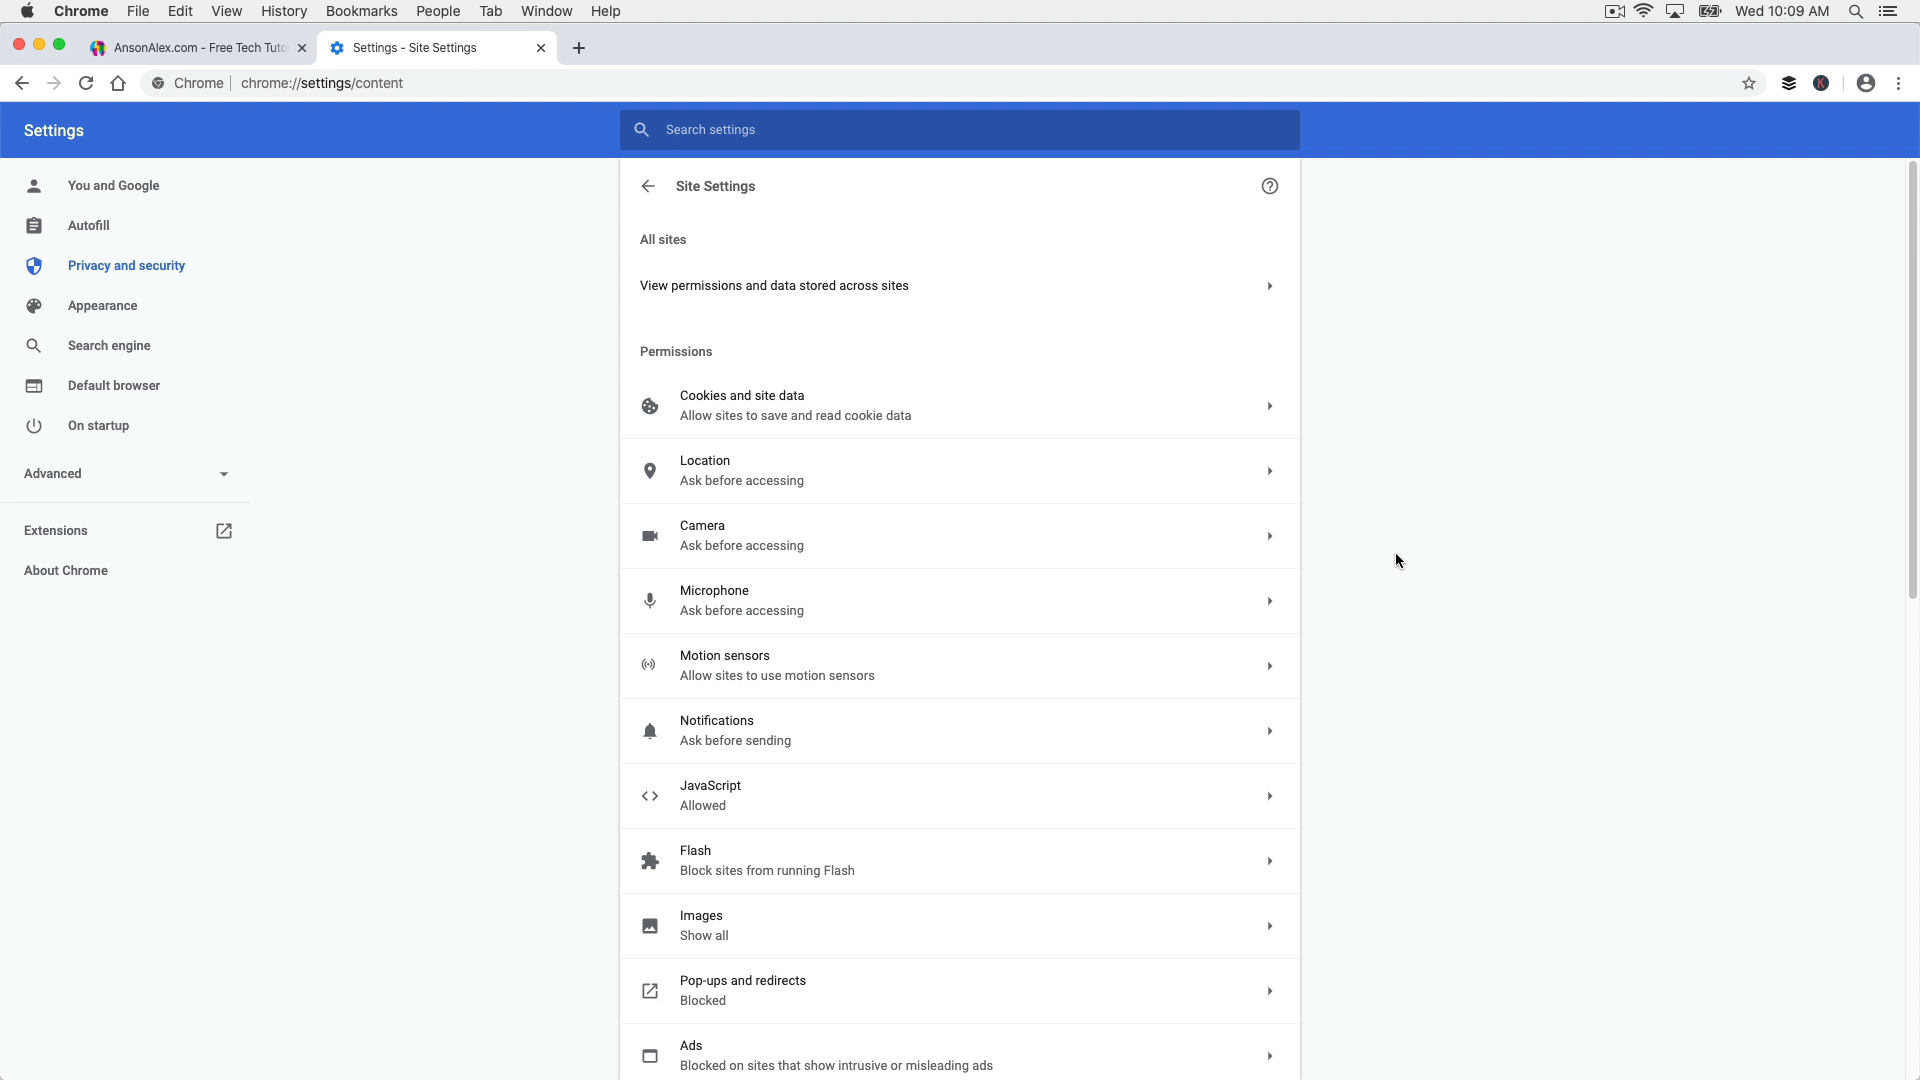 Chrome File Edit View History Bookmarks People Tab Window Help Wed 10:09 AM
AnsonAlex.com - Free Tech Tuto Settings - Site Settings
Chrome chrome://settings/content
Settings
Search settings
You and Google
Autofill
Privacy and security
Appearance
Search engine
Default browser
On startup
Advanced
Extensions
About Chrome
Site Settings
All sites
View permissions and data stored across sites
Permissions
Cookies and site data
Allow sites to save and read cookie data
Location
Ask before accessing
Camera
Ask before accessing
Microphone
Ask before accessing
Motion sensors
Allow sites to use motion sensors
Notifications
Ask before sending
JavaScript
Allowed
Flash
Block sites from running Flash
Images
Show all
Pop-ups and redirects
Blocked
Ads
Blocked on sites that show intrusive or misleading ads